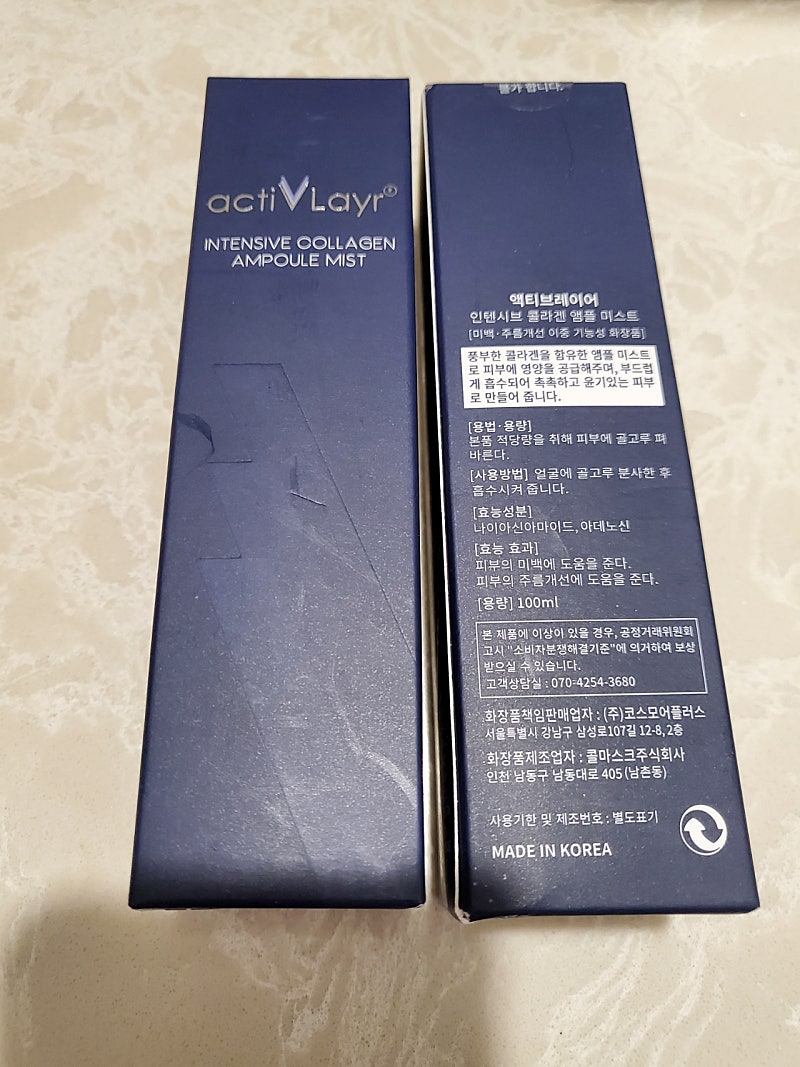 actiVLayr®
INTENSIVE COLLAGEN
AMPOULE MIST
불가 합니다.
액티브레이어
인텐시브 콜라겐 앰플 미스트
[미백·주름개선 이중 기능성 화장품]
풍부한 콜라겐을 함유한 앰플 미스트
로 피부에 영양을 공급해주며, 부드럽
게 흡수되어 촉촉하고 윤기있는 피부
로 만들어 줍니다.
[용법·용량]
본품 적당량을 취해 피부에 골고루 펴
바른다.
[사용방법] 얼굴에 골고루 분사한 후
흡수시켜 줍니다.
[효능성분]
나이아신아마이드, 아데노신
[효능 효과]
피부의 미백에 도움을 준다.
피부의 주름개선에 도움을 준다.
[용량] 100ml
본 제품에 이상이 있을 경우, 공정거래위원회
고시 "소비자분쟁해결기준"에 의거하여 보상
받으실 수 있습니다.
고객상담실 : 070-4254-3680
화장품책임판매업자 : (주)코스모어플러스
서울특별시 강남구 삼성로107길 12-8, 2층
화장품제조업자 : 콜마스크주식회사
인천 남동구 남동대로 405 (남촌동)
사용기한 및 제조번호 : 별도표기
MADE IN KOREA